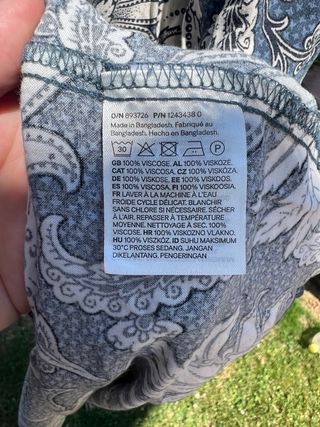 O/N 893726 P/N 1243438 0
Made in Bangladesh. Fabriqué au
Bangladesh. Hecho en Bangladesh.
30 P
GB 100% VISCOSE. AL 100% VISKOZE.
CAT 100% VISCOSA, CZ 100% VISKÓZA.
DE 100% VISKOSE. EE 100% VISKOOS.
ES 100% VISCOSA. FI 100% VISKOOSIA.
FR LAVER À LA MACHINE À L'EAU
FROIDE CYCLE DÉLICAT. BLANCHIR
SANS CHLORE SI NÉCESSAIRE. SÉCHER
À L'AIR. REPASSER À TEMPÉRATURE
MOYENNE. NETTOYAGE À SEC. 100%
VISCOSE. HR 100% VISKOZNO VLAKNO.
HU 100% VISZKÓZ. ID SUHU MAKSIMUM
30°C PROSES SEDANG, JANGAN
DIKELANTANG, PENGERINGAN